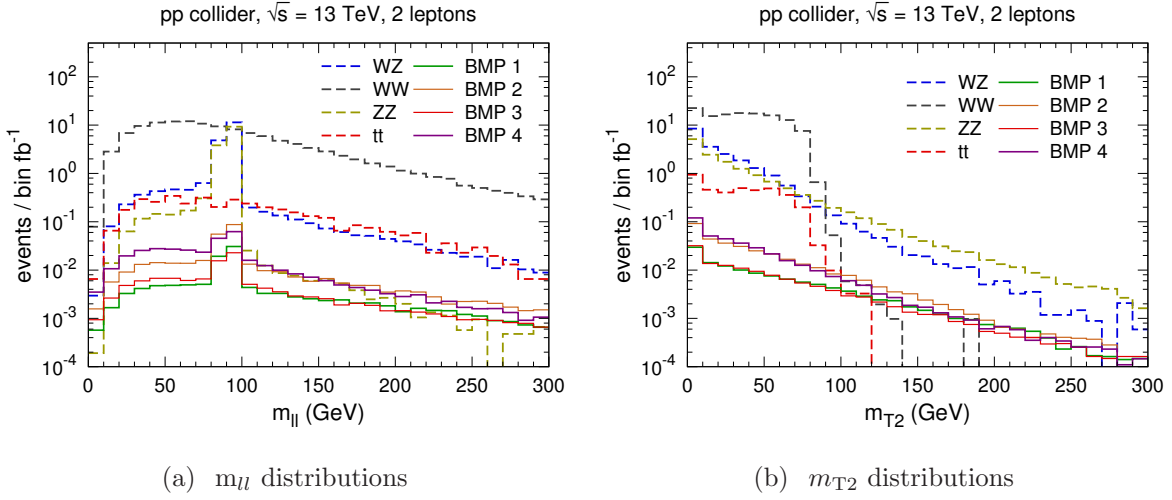 pp collider, √s = 13 TeV, 2 leptons
events / bin fb⁻¹
10²
10¹
10⁰
10⁻¹
10⁻²
10⁻³
10⁻⁴
WZ BMP 1
WW BMP 2
ZZ BMP 3
tt BMP 4
0 50 100 150 200 250 300
m_ll (GeV)
(a) m_ll distributions
pp collider, √s = 13 TeV, 2 leptons
events / bin fb⁻¹
10²
10¹
10⁰
10⁻¹
10⁻²
10⁻³
10⁻⁴
WZ BMP 1
WW BMP 2
ZZ BMP 3
tt BMP 4
0 50 100 150 200 250 300
m_T2 (GeV)
(b) m_T2 distributions